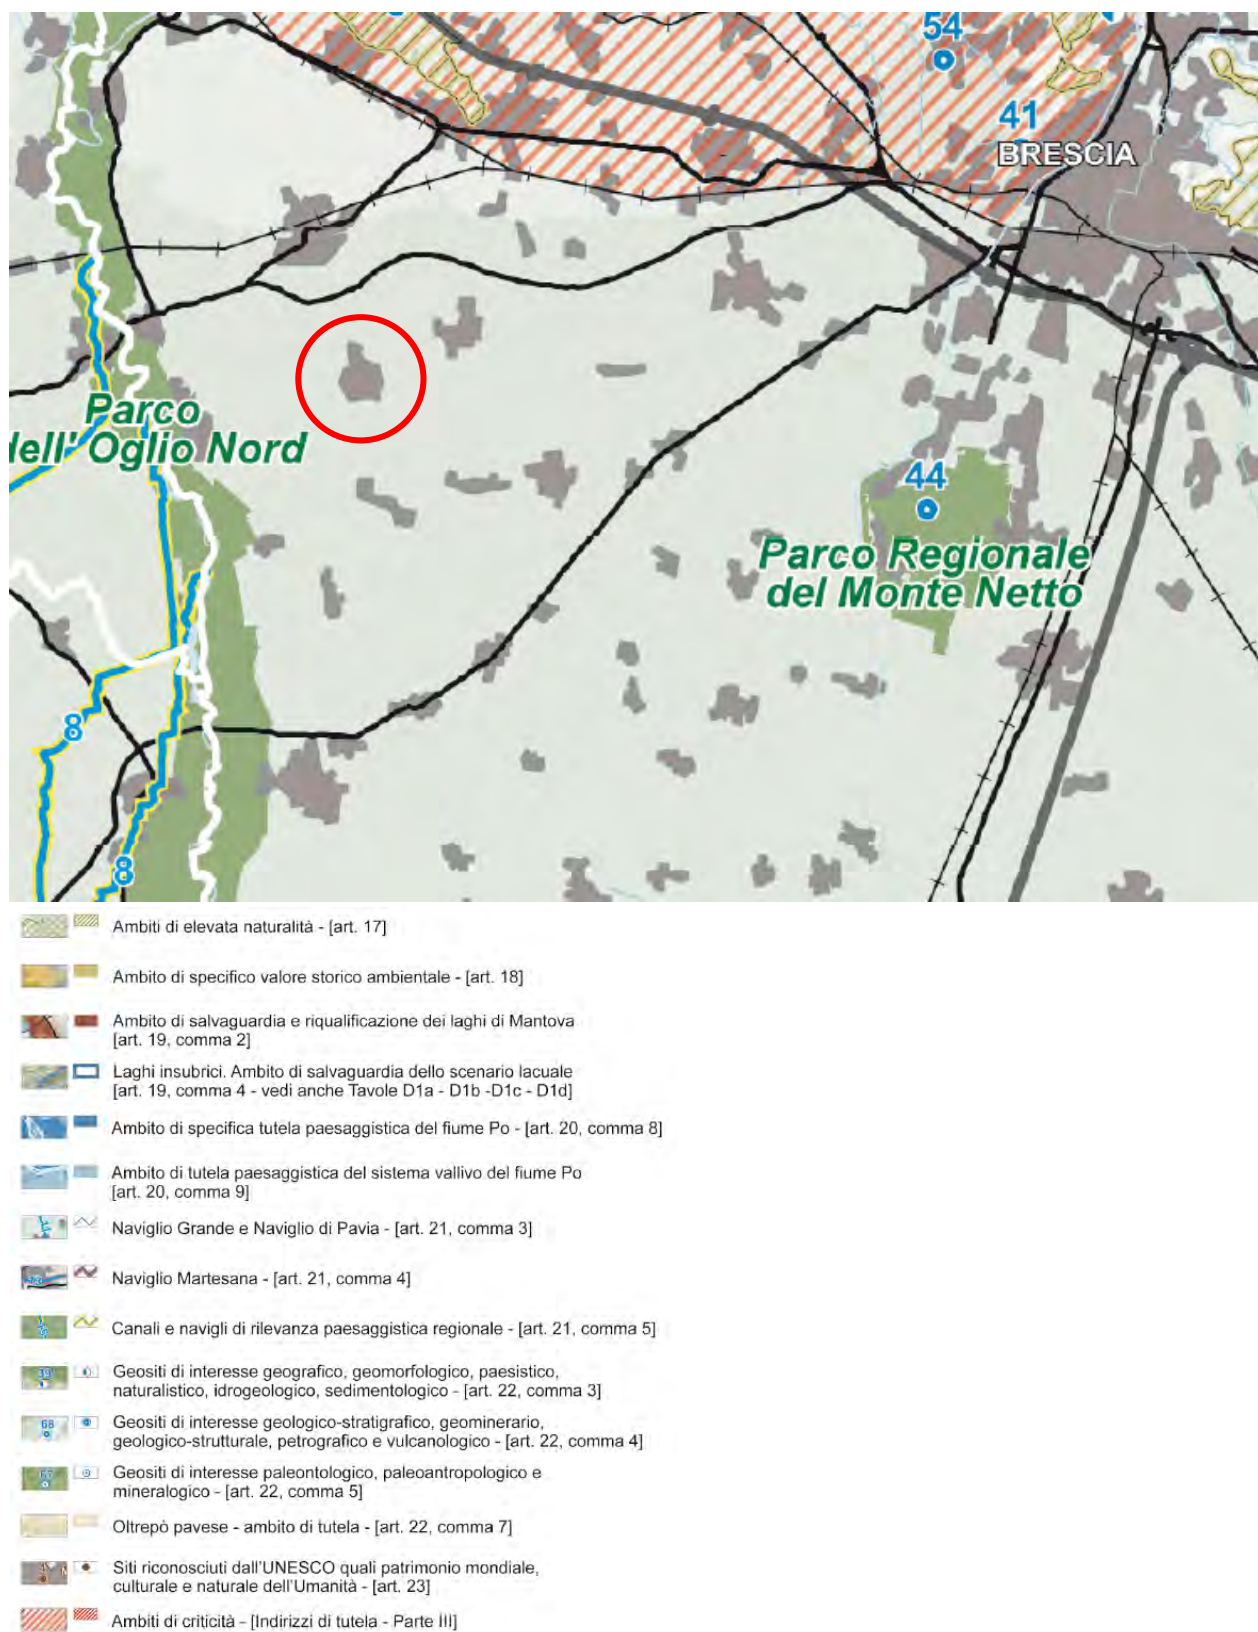 54
41
BRESCIA
Parco
dell' Oglio Nord
44
Parco Regionale
del Monte Netto
8
8
Ambiti di elevata naturalità - [art. 17]
Ambito di specifico valore storico ambientale - [art. 18]
Ambito di salvaguardia e riqualificazione dei laghi di Mantova
[art. 19, comma 2]
Laghi insubrici. Ambito di salvaguardia dello scenario lacuale
[art. 19, comma 4 - vedi anche Tavole D1a - D1b -D1c - D1d]
Ambito di specifica tutela paesaggistica del fiume Po - [art. 20, comma 8]
Ambito di tutela paesaggistica del sistema vallivo del fiume Po
[art. 20, comma 9]
Naviglio Grande e Naviglio di Pavia - [art. 21, comma 3]
Naviglio Martesana - [art. 21, comma 4]
Canali e navigli di rilevanza paesaggistica regionale - [art. 21, comma 5]
Geositi di interesse geografico, geomorfologico, paesistico,
naturalistico, idrogeologico, sedimentologico - [art. 22, comma 3]
68
Geositi di interesse geologico-stratigrafico, geominerario,
geologico-strutturale, petrografico e vulcanologico - [art. 22, comma 4]
Geositi di interesse paleontologico, paleoantropologico e
mineralogico - [art. 22, comma 5]
Oltrepò pavese - ambito di tutela - [art. 22, comma 7]
Siti riconosciuti dall'UNESCO quali patrimonio mondiale,
culturale e naturale dell'Umanità - [art. 23]
Ambiti di criticità - [Indirizzi di tutela - Parte III]